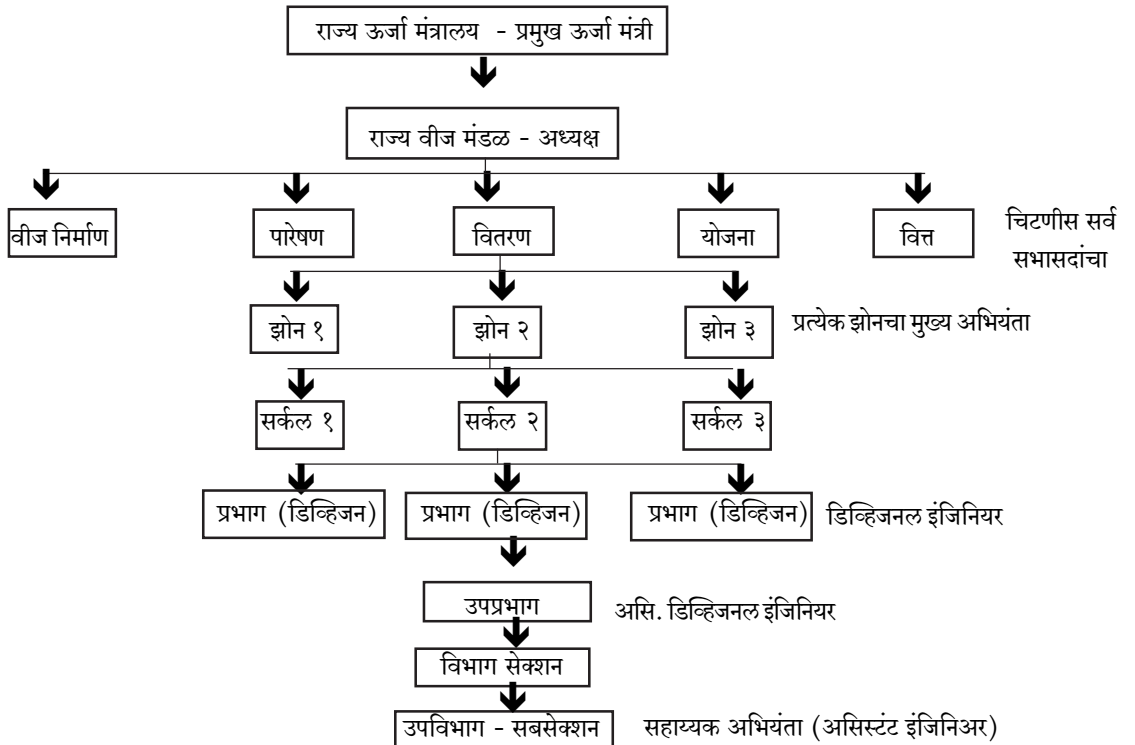 राज्य ऊर्जा मंत्रालय - प्रमुख ऊर्जा मंत्री
राज्य वीज मंडळ - अध्यक्ष
वीज निर्माण पारेषण वितरण योजना वित्त चिटणीस सर्व
सभासदांचा
झोन १ झोन २ झोन ३ प्रत्येक झोनचा मुख्य अभियंता
सर्कल १ सर्कल २ सर्कल ३
प्रभाग (डिव्हिजन) प्रभाग (डिव्हिजन) प्रभाग (डिव्हिजन) डिव्हिजनल इंजिनियर
उपप्रभाग असि. डिव्हिजनल इंजिनियर
विभाग सेक्शन
उपविभाग - सबसेक्शन सहाय्यक अभियंता (असिस्टंट इंजिनिअर)